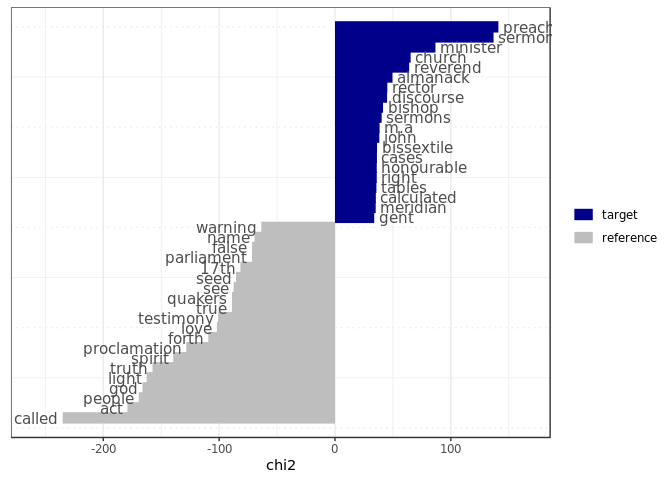 preach
sermon
minister
church
reverend
almanack
rector
discourse
bishop
sermons
m.a
john
bissextile
cases
honourable
right
tables
calculated
meridian
gent
warning
name
false
parliament
17th
seed
see
quakers
true
testimony
love
forth
proclamation
spirit
truth
light
god
people
act
called
target
reference
-200 -100 0 100
chi2